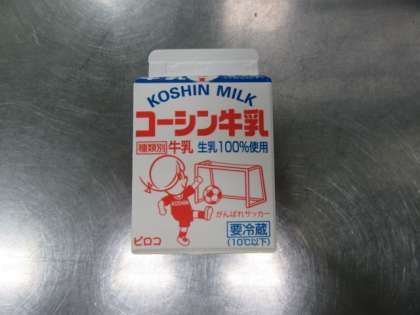 KOSHIN MILK
コーシン牛乳
種類別 牛乳 生乳100%使用
KOSHIN
がんばれサッカー
ピロコ
要冷蔵
(10℃以下)